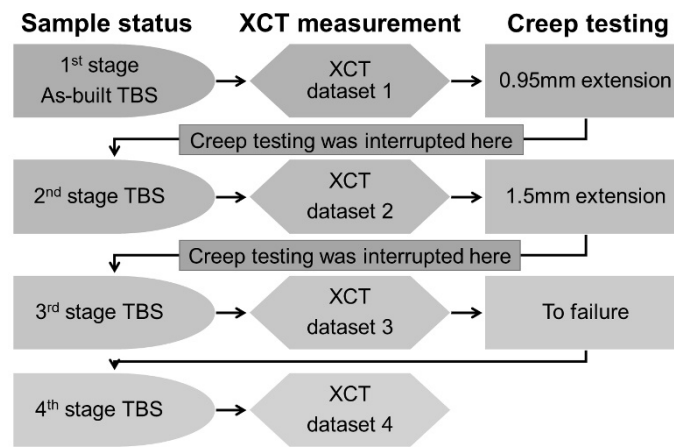 Sample status
XCT measurement
Creep testing
1st stage
As-built TBS
XCT
dataset 1
0.95mm extension
Creep testing was interrupted here
2nd stage TBS
XCT
dataset 2
1.5mm extension
Creep testing was interrupted here
3rd stage TBS
XCT
dataset 3
To failure
4th stage TBS
XCT
dataset 4